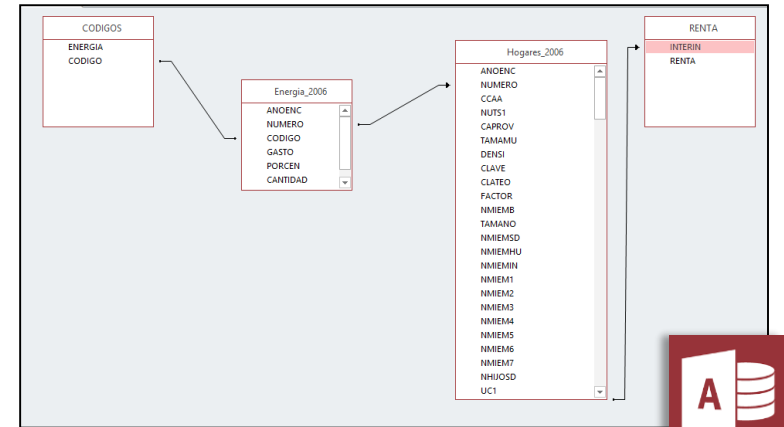 CODIGOS
ENERGIA
CODIGO
Energia_2006
ANOENC
NUMERO
CODIGO
GASTO
PORCEN
CANTIDAD
Hogares_2006
ANOENC
NUMERO
CCAA
NUTS1
CAPROV
TAMAMU
DENSI
CLAVE
CLATEO
FACTOR
NMIEMB
TAMANO
NMIEMSD
NMIEMHU
NMIEMIN
NMIEM1
NMIEM2
NMIEM3
NMIEM4
NMIEM5
NMIEM6
NMIEM7
NHIJOSD
UC1
RENTA
INTERIN
RENTA
A